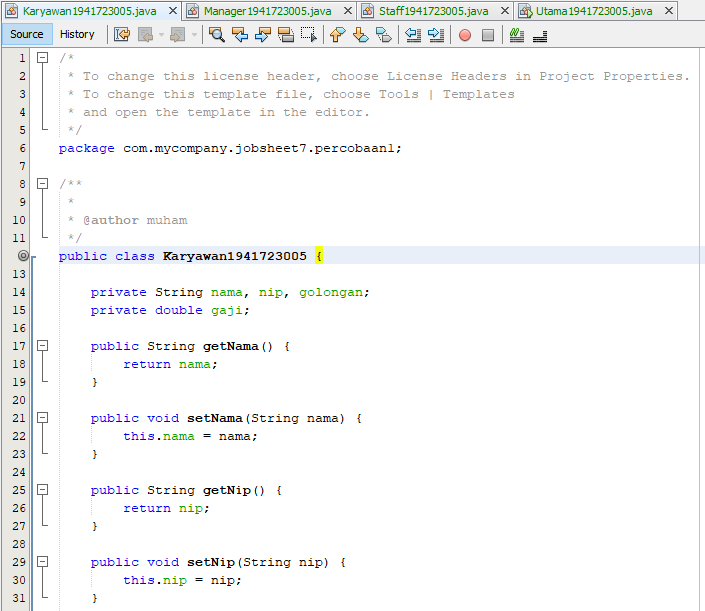 Karyawan1941723005.java Manager1941723005.java Staff1941723005.java Utama1941723005.java
Source History
1 /*
2 * To change this license header, choose License Headers in Project Properties.
3 * To change this template file, choose Tools | Templates
4 * and open the template in the editor.
5 */
6 package com.mycompany.jobsheet7.percobaan1;
7
8 /**
9 *
10 * @author muham
11 */
public class Karyawan1941723005 {
13
14 private String nama, nip, golongan;
15 private double gaji;
16
17 public String getNama() {
18 return nama;
19 }
20
21 public void setNama(String nama) {
22 this.nama = nama;
23 }
24
25 public String getNip() {
26 return nip;
27 }
28
29 public void setNip(String nip) {
30 this.nip = nip;
31 }